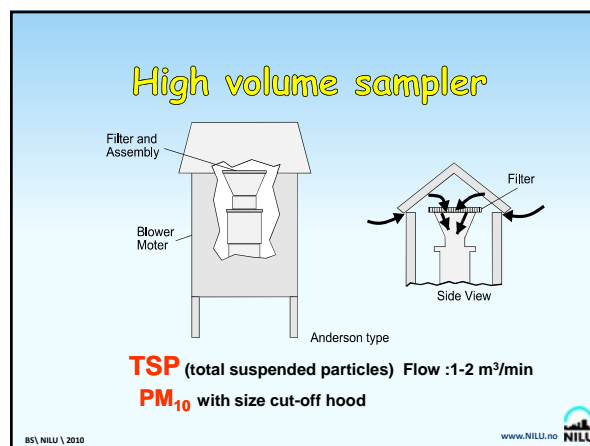 High volume sampler
Filter and
Assembly
Filter
Blower
Moter
Side View
Anderson type
TSP (total suspended particles) Flow :1-2 m³/min
PM₁₀ with size cut-off hood
BS\ NILU \ 2010
www.NILU.no
NILU